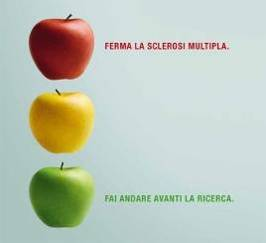 FERMA LA SCLEROSI MULTIPLA.
FAI ANDARE AVANTI LA RICERCA.